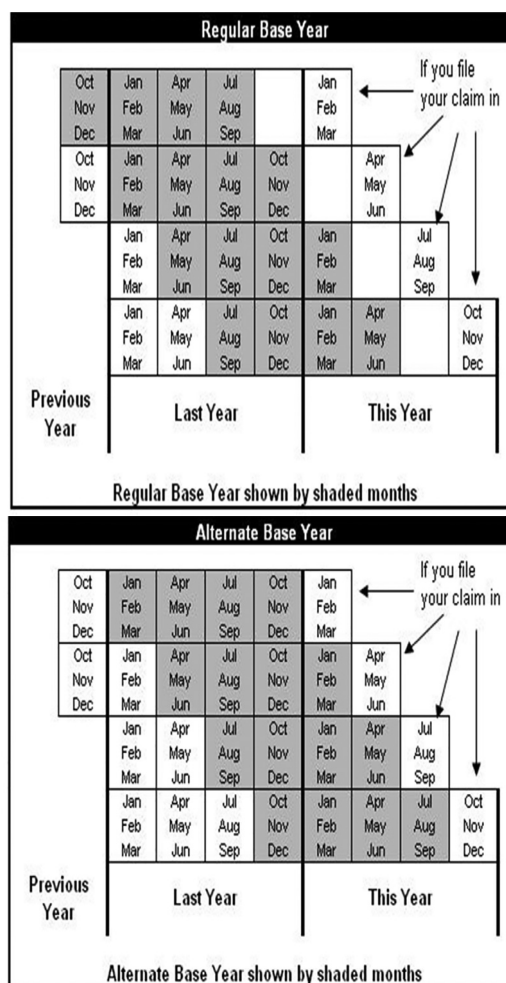 Regular Base Year
Oct Jan Apr Jul Jan If you file
Nov Feb May Aug Feb your claim in
Dec Mar Jun Sep Mar
Oct Jan Apr Jul Oct Apr
Nov Feb May Aug Nov May
Dec Mar Jun Sep Dec Jun
Jan Apr Jul Oct Jan Jul
Feb May Aug Nov Feb Aug
Mar Jun Sep Dec Mar Sep
Jan Apr Jul Oct Jan Apr Oct
Feb May Aug Nov Feb May Nov
Mar Jun Sep Dec Mar Jun Dec
Previous
Year
Last Year
This Year
Regular Base Year shown by shaded months
Alternate Base Year
Oct Jan Apr Jul Oct Jan If you file
Nov Feb May Aug Nov Feb your claim in
Dec Mar Jun Sep Dec Mar
Oct Jan Apr Jul Oct Jan Apr
Nov Feb May Aug Nov Feb May
Dec Mar Jun Sep Dec Mar Jun
Jan Apr Jul Oct Jan Apr Jul
Feb May Aug Nov Feb May Aug
Mar Jun Sep Dec Mar Jun Sep
Jan Apr Jul Oct Jan Apr Jul Oct
Feb May Aug Nov Feb May Aug Nov
Mar Jun Sep Dec Mar Jun Sep Dec
Previous
Year
Last Year
This Year
Alternate Base Year shown by shaded months